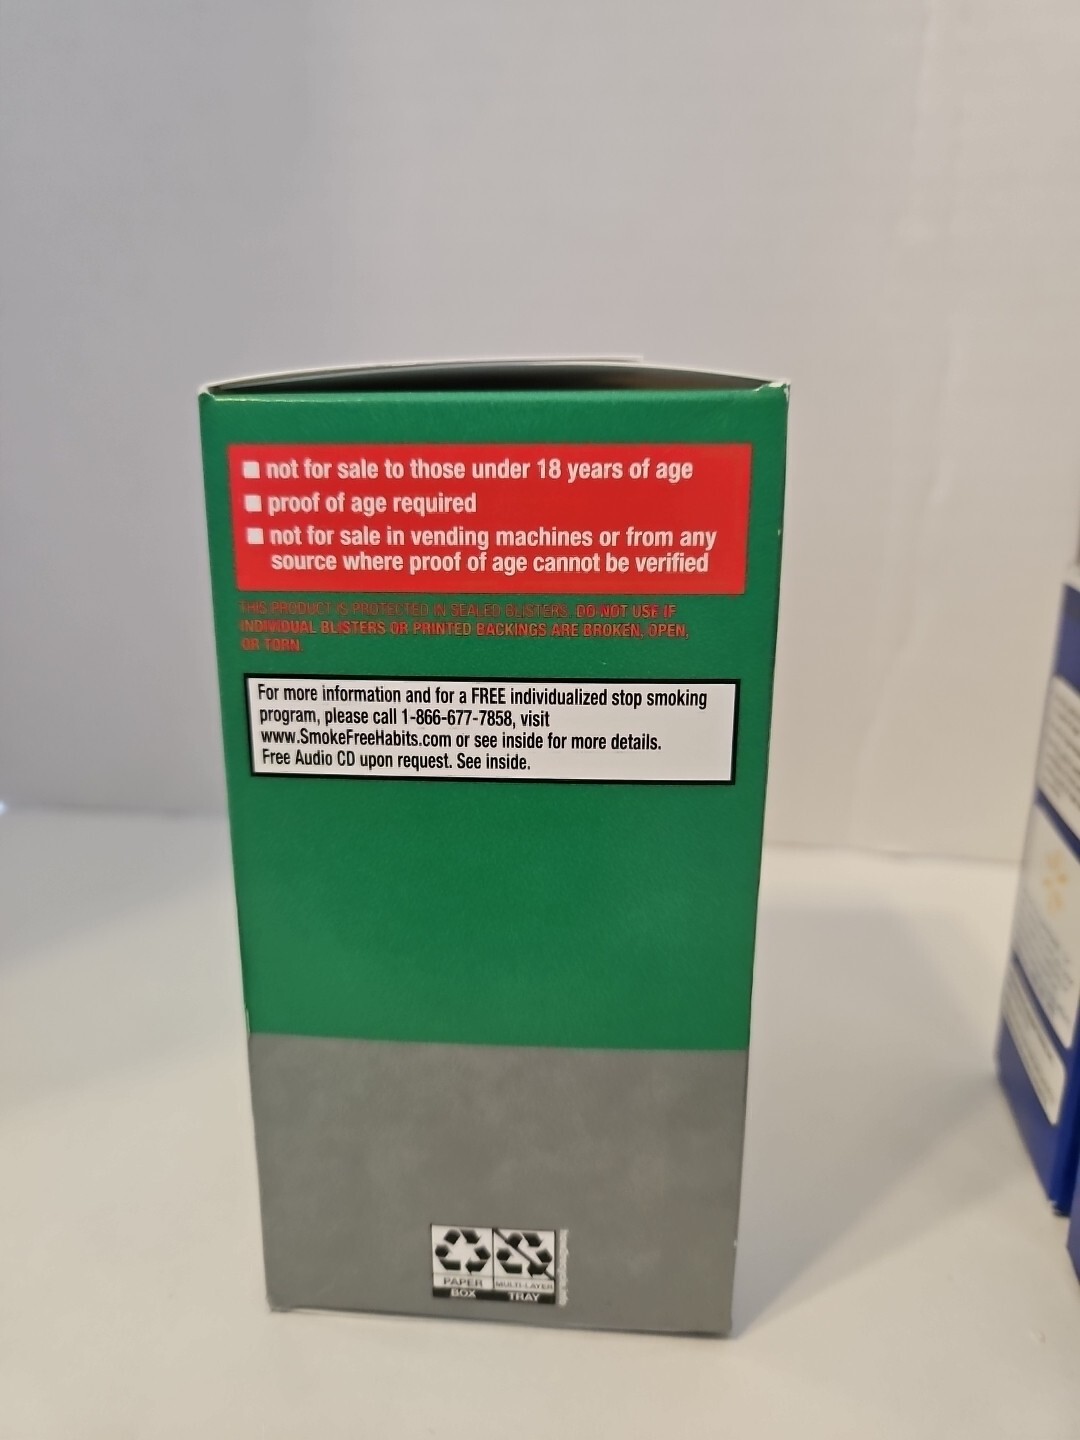 not for sale to those under 18 years of age
proof of age required
not for sale in vending machines or from any
source where proof of age cannot be verified
THIS PRODUCT IS PROTECTED IN SEALED BLISTERS. DO NOT USE IF
INDIVIDUAL BLISTERS OR PRINTED BACKINGS ARE BROKEN, OPEN,
OR TORN.
For more information and for a FREE individualized stop smoking
program, please call 1-866-677-7858, visit
www.SmokeFreeHabits.com or see inside for more details.
Free Audio CD upon request. See inside.
PAPER MULTI-LAYER
BOX TRAY